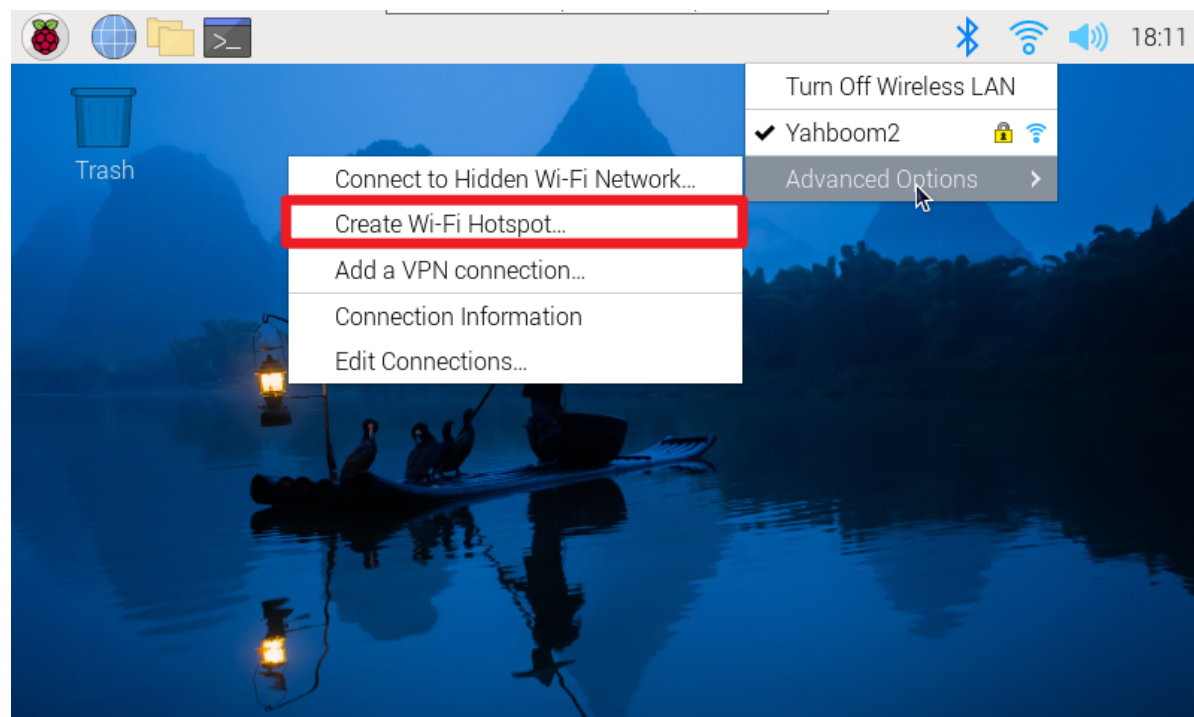 >_
18:11
Turn Off Wireless LAN
Yahboom2
Advanced Options
Trash
Connect to Hidden Wi-Fi Network...
Create Wi-Fi Hotspot...
Add a VPN connection...
Connection Information
Edit Connections...